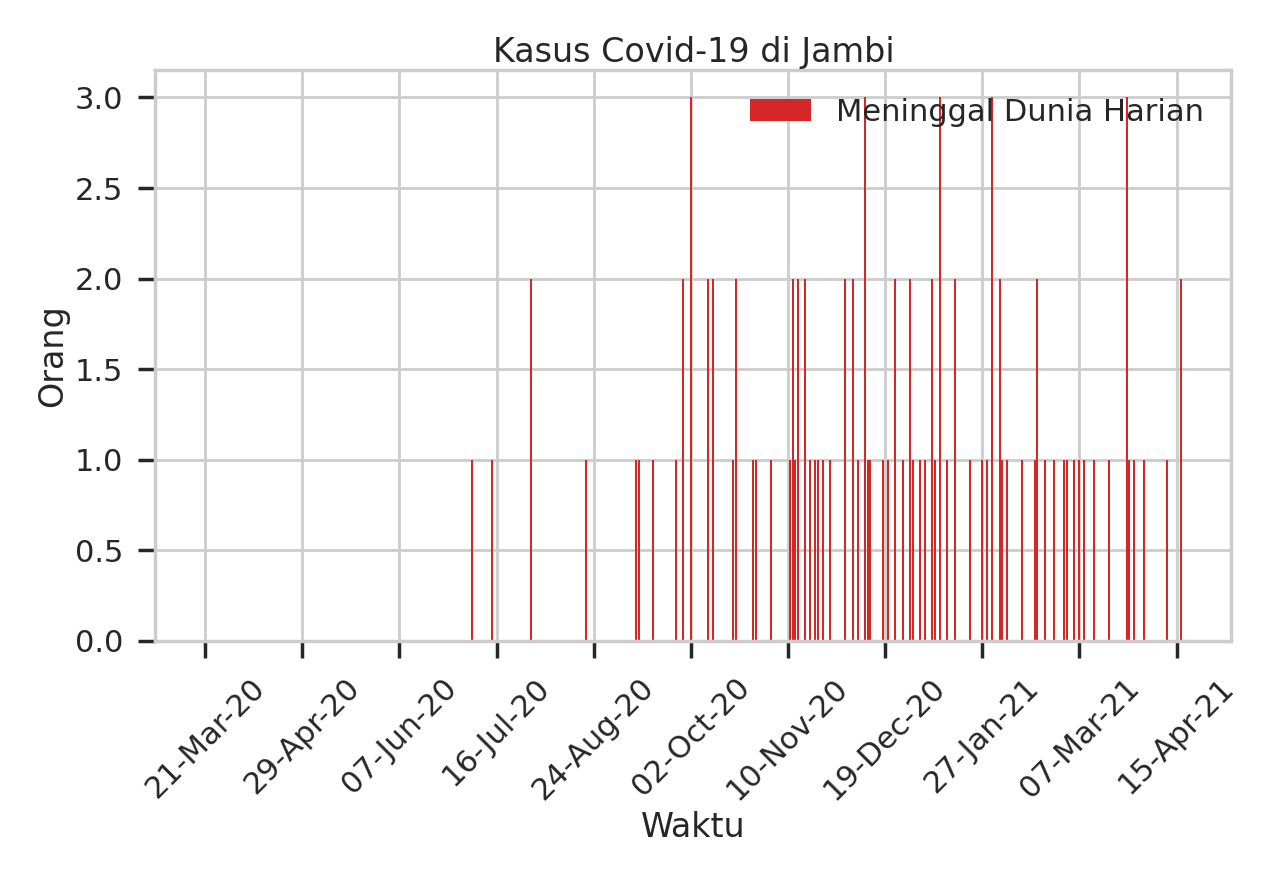 Kasus Covid-19 di Jambi
Meninggal Dunia Harian
3.0
2.5
2.0
1.5
1.0
0.5
0.0
Orang
21-Mar-20
29-Apr-20
07-Jun-20
16-Jul-20
24-Aug-20
02-Oct-20
10-Nov-20
19-Dec-20
27-Jan-21
07-Mar-21
15-Apr-21
Waktu